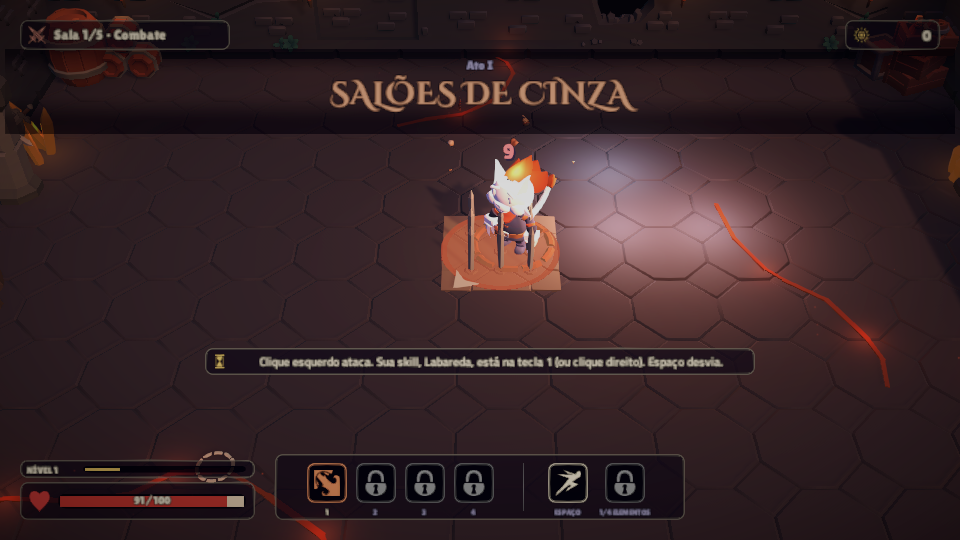 Sala 1/5 - Combate
0
Ato I
SALÕES DE CINZA
9
Clique esquerdo ataca. Sua skill, Labareda, está na tecla 1 (ou clique direito). Espaço desvia.
NÍVEL 1
91/100
1
2
3
4
ESPAÇO
1/4 ELEMENTOS